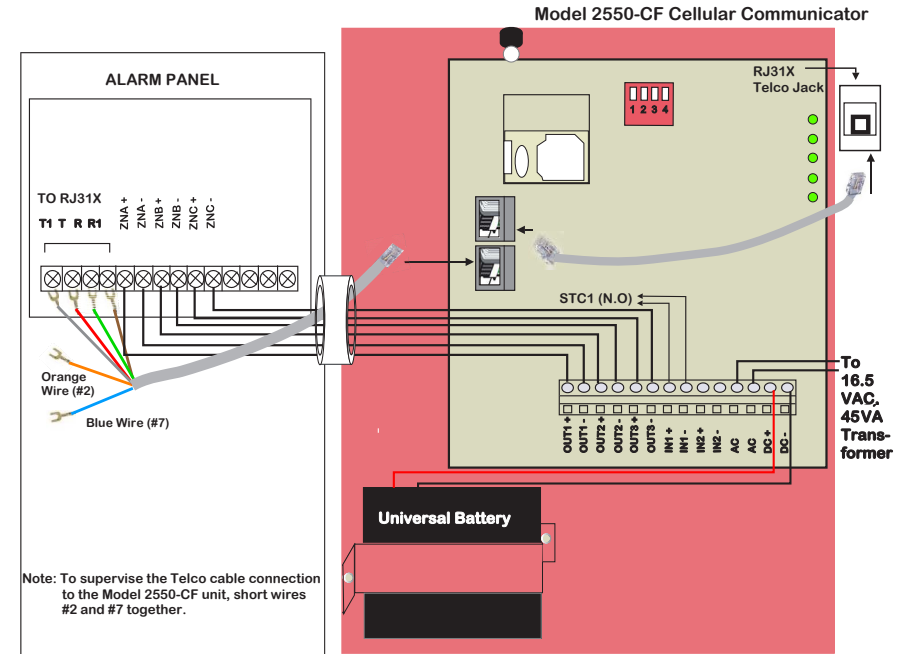 Model 2550-CF Cellular Communicator
ALARM PANEL
RJ31X
Telco Jack
1 2 3 4
TO RJ31X
T1 T R R1
ZNA +
ZNA -
ZNB +
ZNB -
ZNC +
ZNC -
STC1 (N.O)
To
16.5
VAC,
45VA
Trans-
former
Orange
Wire (#2)
Blue Wire (#7)
OUT1 +
OUT1 -
OUT2 +
OUT2 -
OUT3 +
OUT3 -
IN1 +
IN1 -
IN2 +
IN2 -
AC
AC
DC +
DC -
Universal Battery
Note: To supervise the Telco cable connection
to the Model 2550-CF unit, short wires
#2 and #7 together.